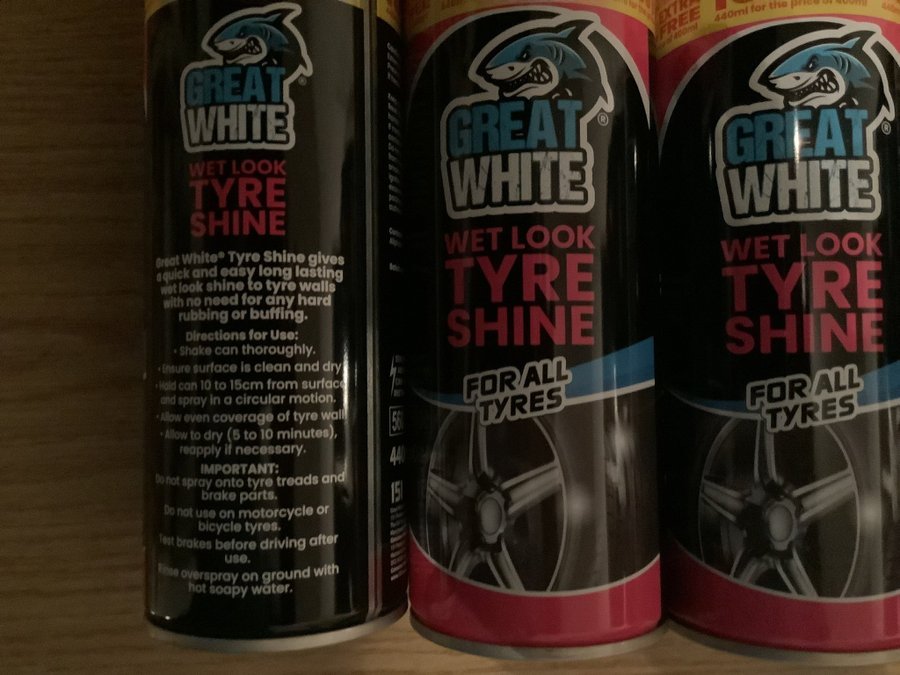 GREAT
WHITE
®
WET LOOK
TYRE
SHINE
Great White® Tyre Shine gives
a quick and easy long lasting
wet look shine to tyre walls
with no need for any hard
rubbing or buffing.
Directions for Use:
• Shake can thoroughly.
• Ensure surface is clean and dry
• Hold can 10 to 15cm from surface
and spray in a circular motion.
• Allow even coverage of tyre wall
• Allow to dry (5 to 10 minutes),
reapply if necessary.
IMPORTANT:
Do not spray onto tyre treads and
brake parts.
Do not use on motorcycle or
bicycle tyres.
Test brakes before driving after
use.
Rinse overspray on ground with
hot soapy water.
GREAT
WHITE
®
WET LOOK
TYRE
SHINE
FOR ALL
TYRES
EXTRA
FREE
440ml for the price of 400ml
GREAT
WHITE
®
WET LOOK
TYRE
SHINE
FOR ALL
TYRES